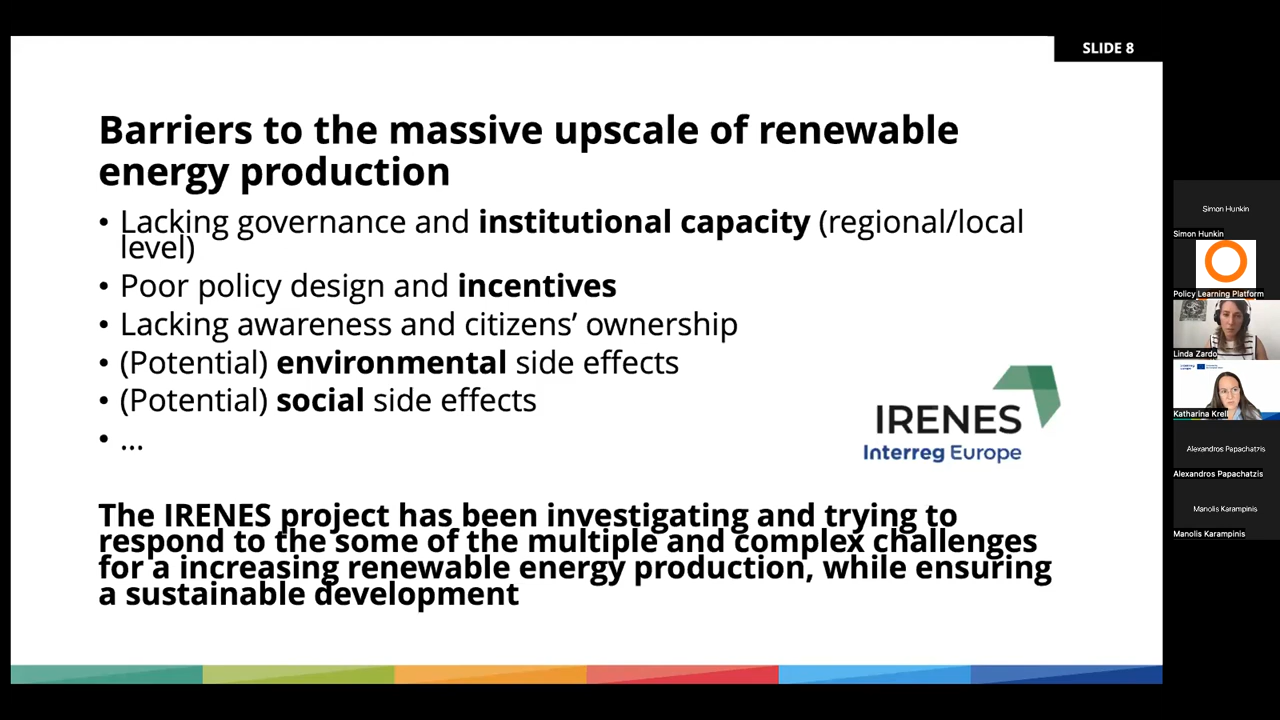 SLIDE 8
Barriers to the massive upscale of renewable
energy production
• Lacking governance and institutional capacity (regional/local
level)
• Poor policy design and incentives
• Lacking awareness and citizens’ ownership
• (Potential) environmental side effects
• (Potential) social side effects
• ...
IRENES
Interreg Europe
The IRENES project has been investigating and trying to
respond to the some of the multiple and complex challenges
for a increasing renewable energy production, while ensuring
a sustainable development
Simon Hunkin
Simon Hunkin
Policy Learning Platform
Linda Zardo
Katharina Krell
Alexandros Papachatzis
Alexandros Papachatzis
Manolis Karampinis
Manolis Karampinis